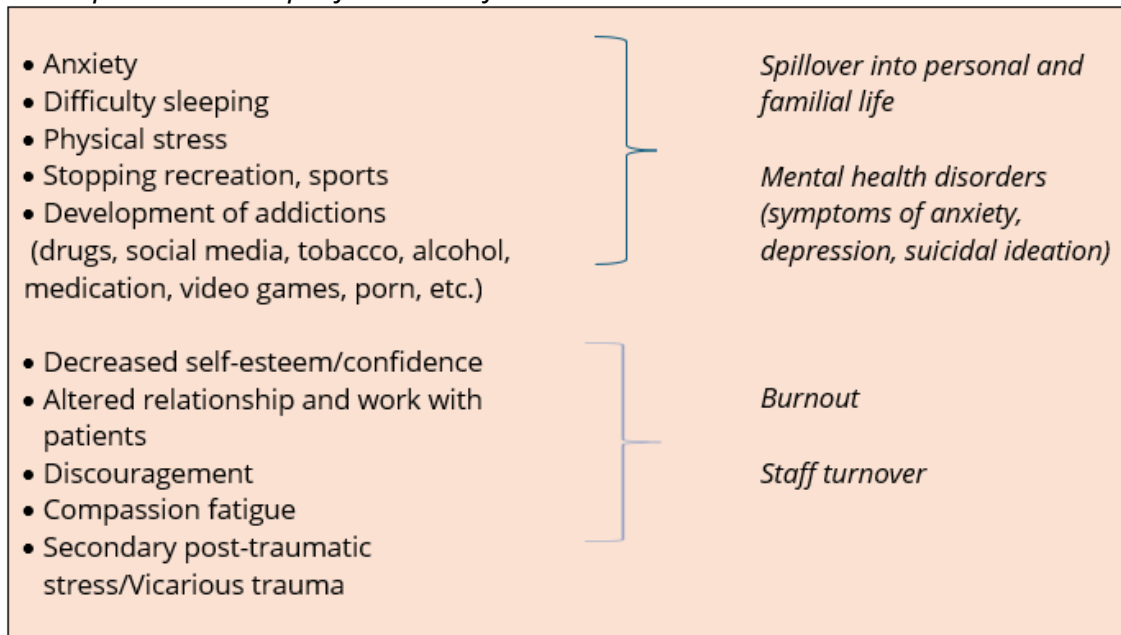 • Anxiety
• Difficulty sleeping
• Physical stress
• Stopping recreation, sports
• Development of addictions
(drugs, social media, tobacco, alcohol,
medication, video games, porn, etc.)
Spillover into personal and
familial life
Mental health disorders
(symptoms of anxiety,
depression, suicidal ideation)
• Decreased self-esteem/confidence
• Altered relationship and work with
patients
• Discouragement
• Compassion fatigue
• Secondary post-traumatic
stress/Vicarious trauma
Burnout
Staff turnover